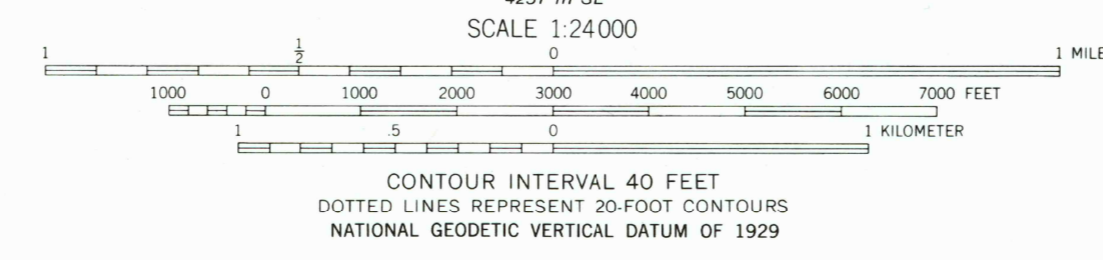 SCALE 1:24000
1 ½ 0 1 MILE
1000 0 1000 2000 3000 4000 5000 6000 7000 FEET
1 .5 0 1 KILOMETER
CONTOUR INTERVAL 40 FEET
DOTTED LINES REPRESENT 20-FOOT CONTOURS
NATIONAL GEODETIC VERTICAL DATUM OF 1929